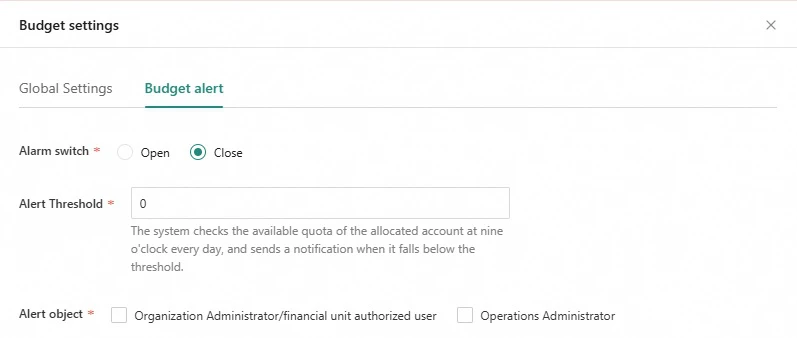 Budget settings
Global Settings Budget alert
Alarm switch * Open Close
Alert Threshold * 0
The system checks the available quota of the allocated account at nine
o'clock every day, and sends a notification when it falls below the
threshold.
Alert object * Organization Administrator/financial unit authorized user Operations Administrator